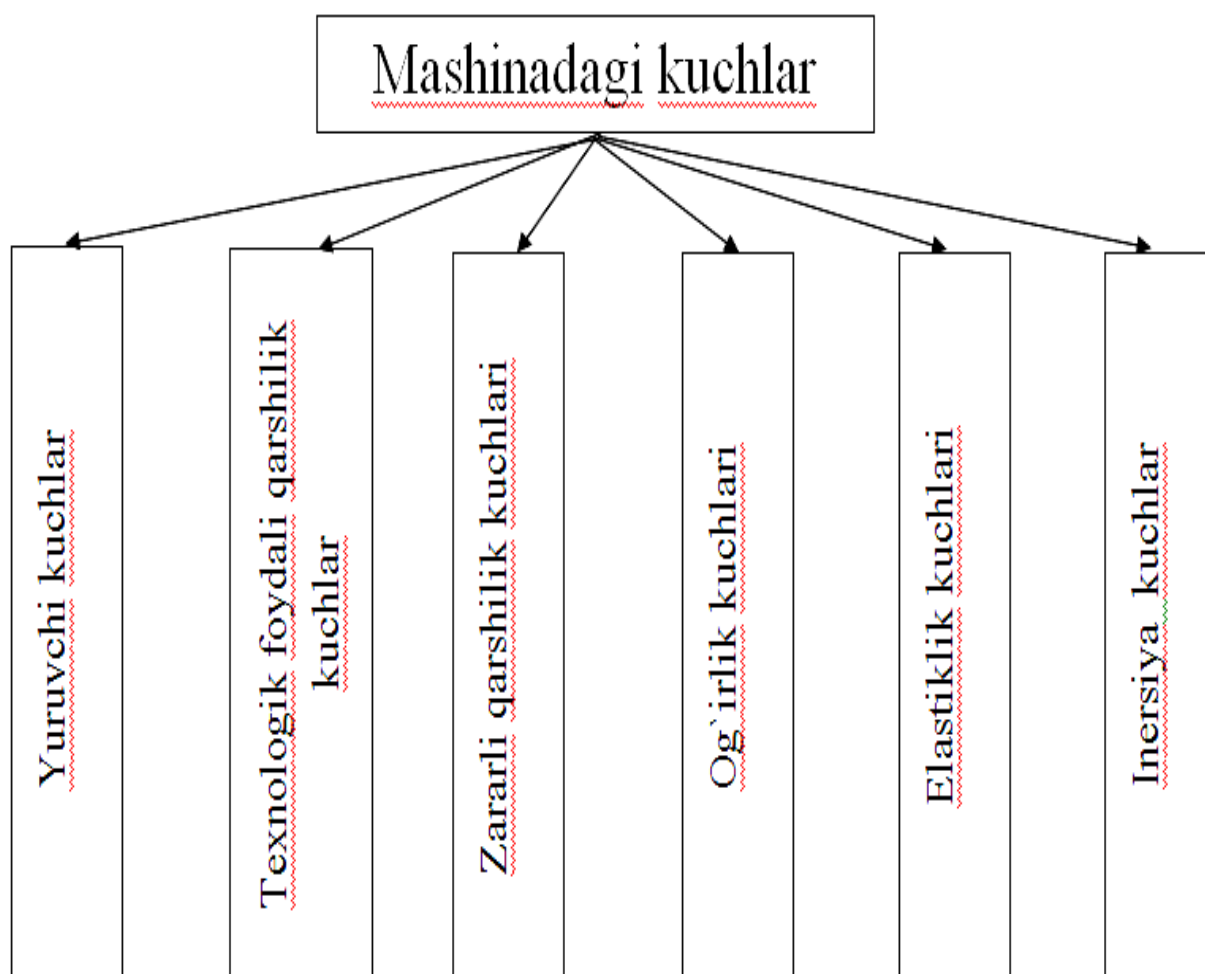 Mashinadagi kuchlar
Yuruvchi kuchlar
Texnologik foydali qarshilik
kuchlar
Zararli qarshilik kuchlari
Og`irlik kuchlari
Elastiklik kuchlari
Inersiya kuchlar